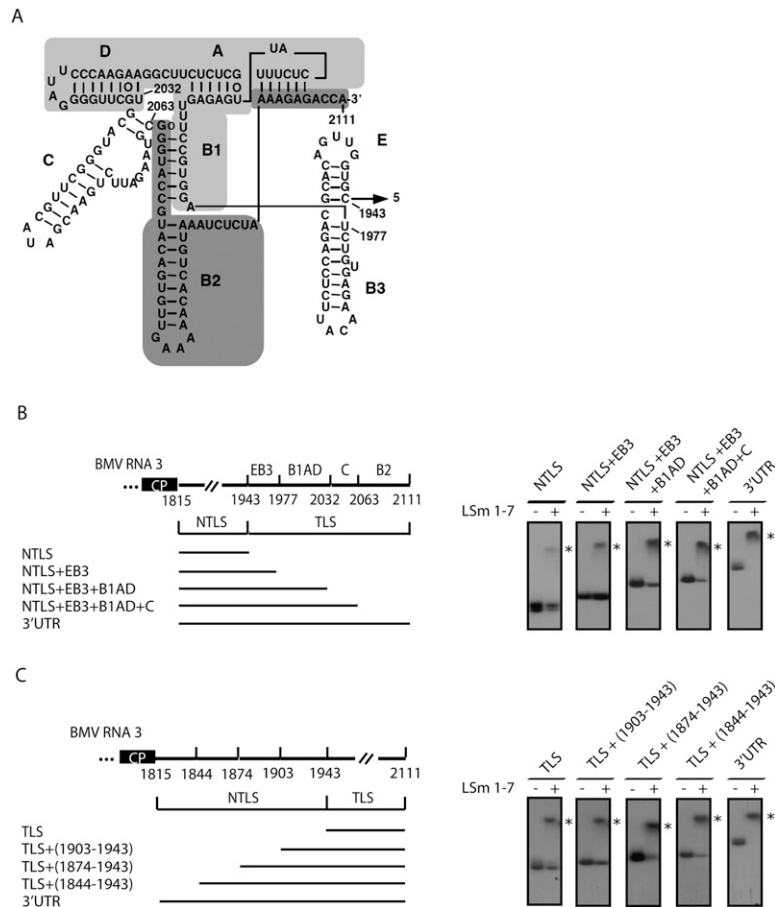 A
D
A
UA
CCCAAGAAGGCUUCUCUCG
UUUCUC
2032
AAAGAGACCA-3'
2063
2111
E
C
B1
5
1943
1977
AAAUCUCUA
B2
B3
B
BMV RNA 3
EB3 B1AD C B2
CP
1815 1943 1977 2032 2063 2111
NTLS TLS
NTLS
NTLS+EB3
NTLS+EB3+B1AD
NTLS+EB3+B1AD+C
3'UTR
NTLS
NTLS+EB3
NTLS +EB3
+B1AD
NTLS +EB3
+B1AD+C
3'UTR
LSm 1-7 - + - + - + - + - +
* * * * *
C
BMV RNA 3
CP
1815 1844 1874 1903 1943 2111
NTLS TLS
TLS
TLS+(1903-1943)
TLS+(1874-1943)
TLS+(1844-1943)
3'UTR
TLS
TLS + (1903-1943)
TLS + (1874-1943)
TLS + (1844-1943)
3'UTR
LSm 1-7 - + - + - + - + - +
* * * * *